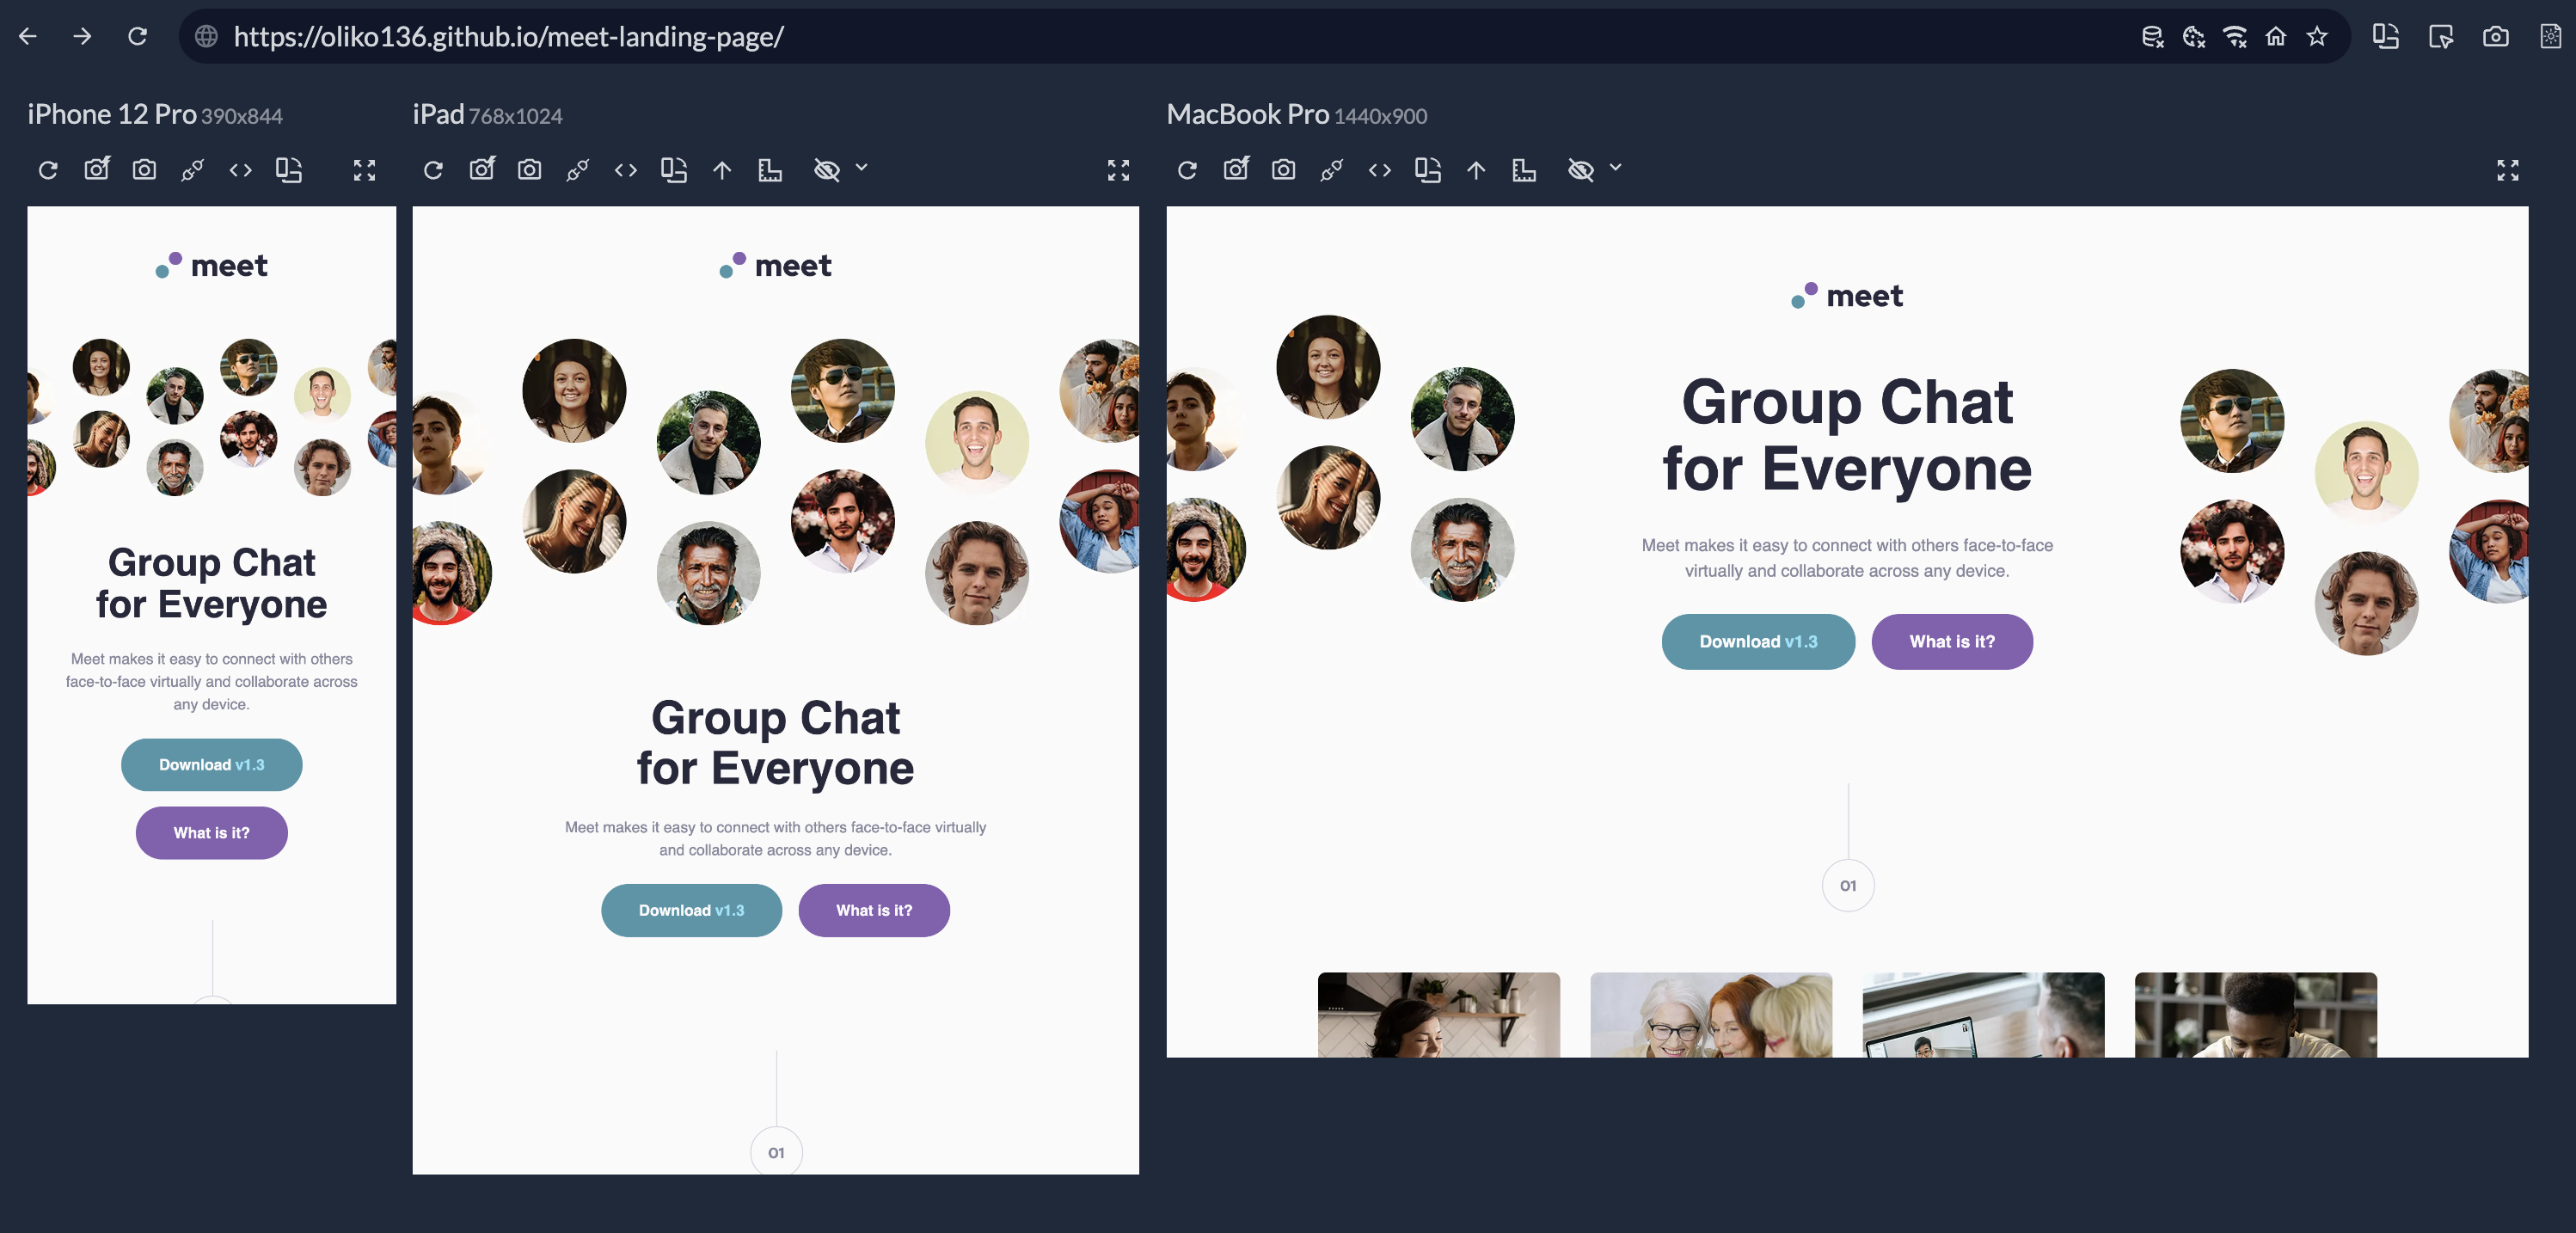 https://oliko136.github.io/meet-landing-page/
iPhone 12 Pro 390x844
meet
Group Chat
for Everyone
Meet makes it easy to connect with others
face-to-face virtually and collaborate across
any device.
Download v1.3
What is it?
iPad 768x1024
meet
Group Chat
for Everyone
Meet makes it easy to connect with others face-to-face virtually
and collaborate across any device.
Download v1.3
What is it?
01
MacBook Pro 1440x900
meet
Group Chat
for Everyone
Meet makes it easy to connect with others face-to-face
virtually and collaborate across any device.
Download v1.3
What is it?
01